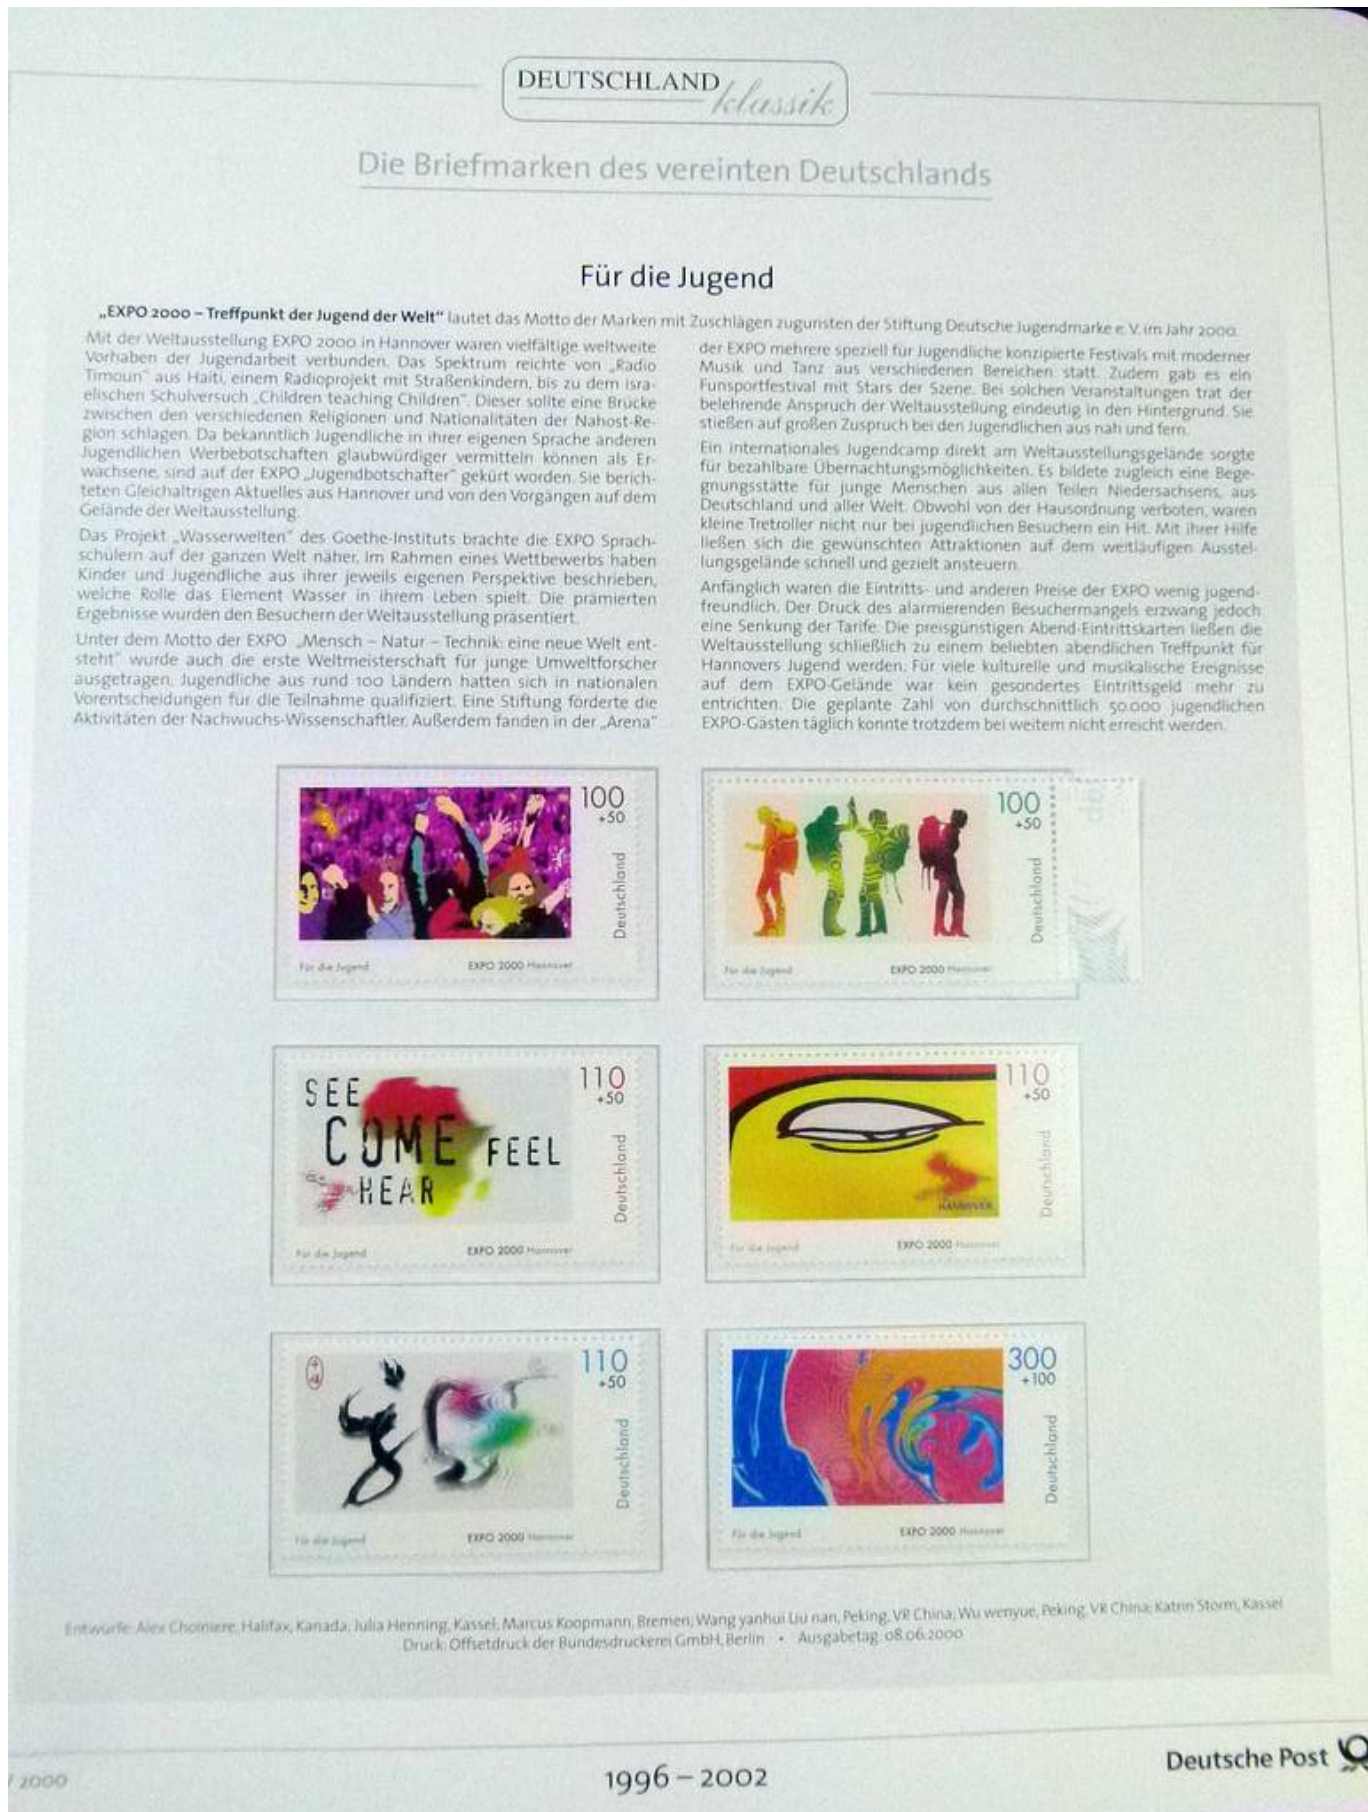 DEUTSCHLAND klassik
Die Briefmarken des vereinten Deutschlands
Für die Jugend
„EXPO 2000 – Treffpunkt der Jugend der Welt“ lautet das Motto der Marken mit Zuschlägen zugunsten der Stiftung Deutsche Jugendmarke e. V. im Jahr 2000.
Mit der Weltausstellung EXPO 2000 in Hannover waren vielfältige weltweite
Vorhaben der Jugendarbeit verbunden. Das Spektrum reichte von „Radio
Timoun“ aus Haiti, einem Radioprojekt mit Straßenkindern, bis zu dem isra-
elischen Schulversuch „Children teaching Children“. Dieser sollte eine Brücke
zwischen den verschiedenen Religionen und Nationalitäten der Nahost-Re-
gion schlagen. Da bekanntlich Jugendliche in ihrer eigenen Sprache anderen
Jugendlichen Werbebotschaften glaubwürdiger vermitteln können als Er-
wachsene, sind auf der EXPO „Jugendbotschafter“ gekürt worden. Sie berich-
teten Gleichaltrigen Aktuelles aus Hannover und von den Vorgängen auf dem
Gelände der Weltausstellung.
Das Projekt „Wasserwelten“ des Goethe-Instituts brachte die EXPO Sprach-
schülern auf der ganzen Welt näher. Im Rahmen eines Wettbewerbs haben
Kinder und Jugendliche aus ihrer jeweils eigenen Perspektive beschrieben,
welche Rolle das Element Wasser in ihrem Leben spielt. Die prämierten
Ergebnisse wurden den Besuchern der Weltausstellung präsentiert.
Unter dem Motto der EXPO „Mensch – Natur – Technik: eine neue Welt ent-
steht“ wurde auch die erste Weltmeisterschaft für junge Umweltforscher
ausgetragen. Jugendliche aus rund 100 Ländern hatten sich in nationalen
Vorentscheidungen für die Teilnahme qualifiziert. Eine Stiftung förderte die
Aktivitäten der Nachwuchs-Wissenschaftler. Außerdem fanden in der „Arena“
der EXPO mehrere speziell für Jugendliche konzipierte Festivals mit moderner
Musik und Tanz aus verschiedenen Bereichen statt. Zudem gab es ein
Funsportfestival mit Stars der Szene. Bei solchen Veranstaltungen trat der
belehrende Anspruch der Weltausstellung eindeutig in den Hintergrund. Sie
stießen auf großen Zuspruch bei den Jugendlichen aus nah und fern.
Ein internationales Jugendcamp direkt am Weltausstellungsgelände sorgte
für bezahlbare Übernachtungsmöglichkeiten. Es bildete zugleich eine Bege-
gnungsstätte für junge Menschen aus allen Teilen Niedersachsens, aus
Deutschland und aller Welt. Obwohl von der Hausordnung verboten, waren
kleine Tretroller nicht nur bei jugendlichen Besuchern ein Hit. Mit ihrer Hilfe
ließen sich die gewünschten Attraktionen auf dem weitläufigen Ausstel-
lungsgelände schnell und gezielt ansteuern.
Anfänglich waren die Eintritts- und anderen Preise der EXPO wenig jugend-
freundlich. Der Druck des alarmierenden Besuchermangels erzwang jedoch
eine Senkung der Tarife. Die preisgünstigen Abend-Eintrittskarten ließen die
Weltausstellung schließlich zu einem beliebten abendlichen Treffpunkt für
Hannovers Jugend werden. Für viele kulturelle und musikalische Ereignisse
auf dem EXPO-Gelände war kein gesondertes Eintrittsgeld mehr zu
entrichten. Die geplante Zahl von durchschnittlich 50.000 jugendlichen
EXPO-Gästen täglich konnte trotzdem bei weitem nicht erreicht werden.
100
+50
Deutschland
Für die Jugend
EXPO 2000 Hannover
100
+50
Deutschland
Für die Jugend
EXPO 2000 Hannover
SEE
COME FEEL
HEAR
110
+50
Deutschland
Für die Jugend
EXPO 2000 Hannover
110
+50
Deutschland
HANNOVER
Für die Jugend
EXPO 2000 Hannover
110
+50
Deutschland
Für die Jugend
EXPO 2000 Hannover
300
+100
Deutschland
Für die Jugend
EXPO 2000 Hannover
Entwürfe: Alex Chomiere, Halifax, Kanada; Julia Henning, Kassel; Marcus Koopmann, Bremen; Wang yanhui Liu nan, Peking, VR China; Wu wenyue, Peking, VR China; Katrin Storm, Kassel
Druck: Offsetdruck der Bundesdruckerei GmbH, Berlin • Ausgabetag: 08.06.2000
/ 2000
1996 – 2002
Deutsche Post